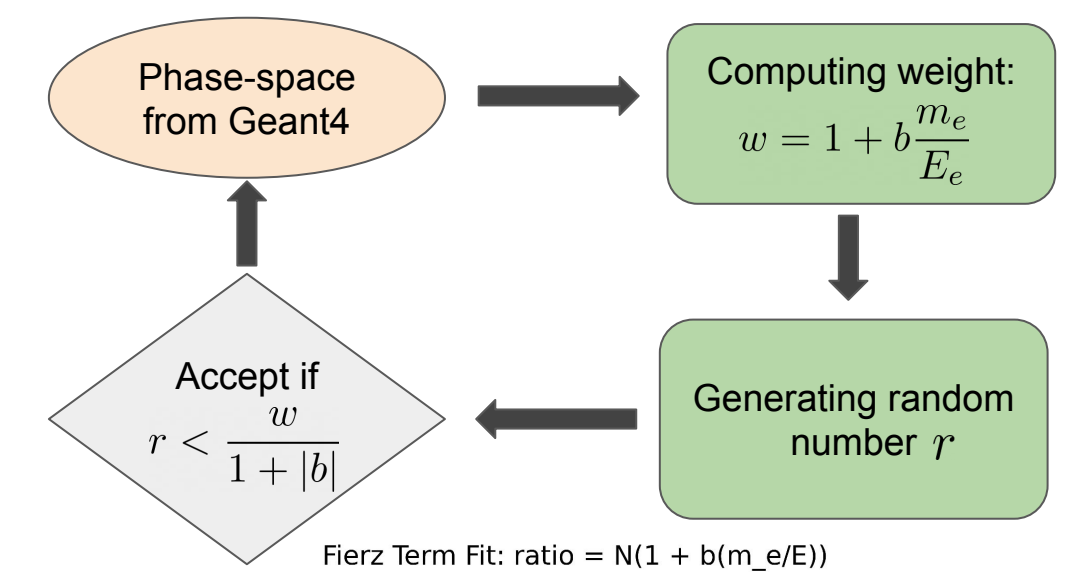 Phase-space
from Geant4
Computing weight:
w = 1 + b m_e/E_e
Generating random
number r
Accept if
r < w/(1 + |b|)
Fierz Term Fit: ratio = N(1 + b(m_e/E))